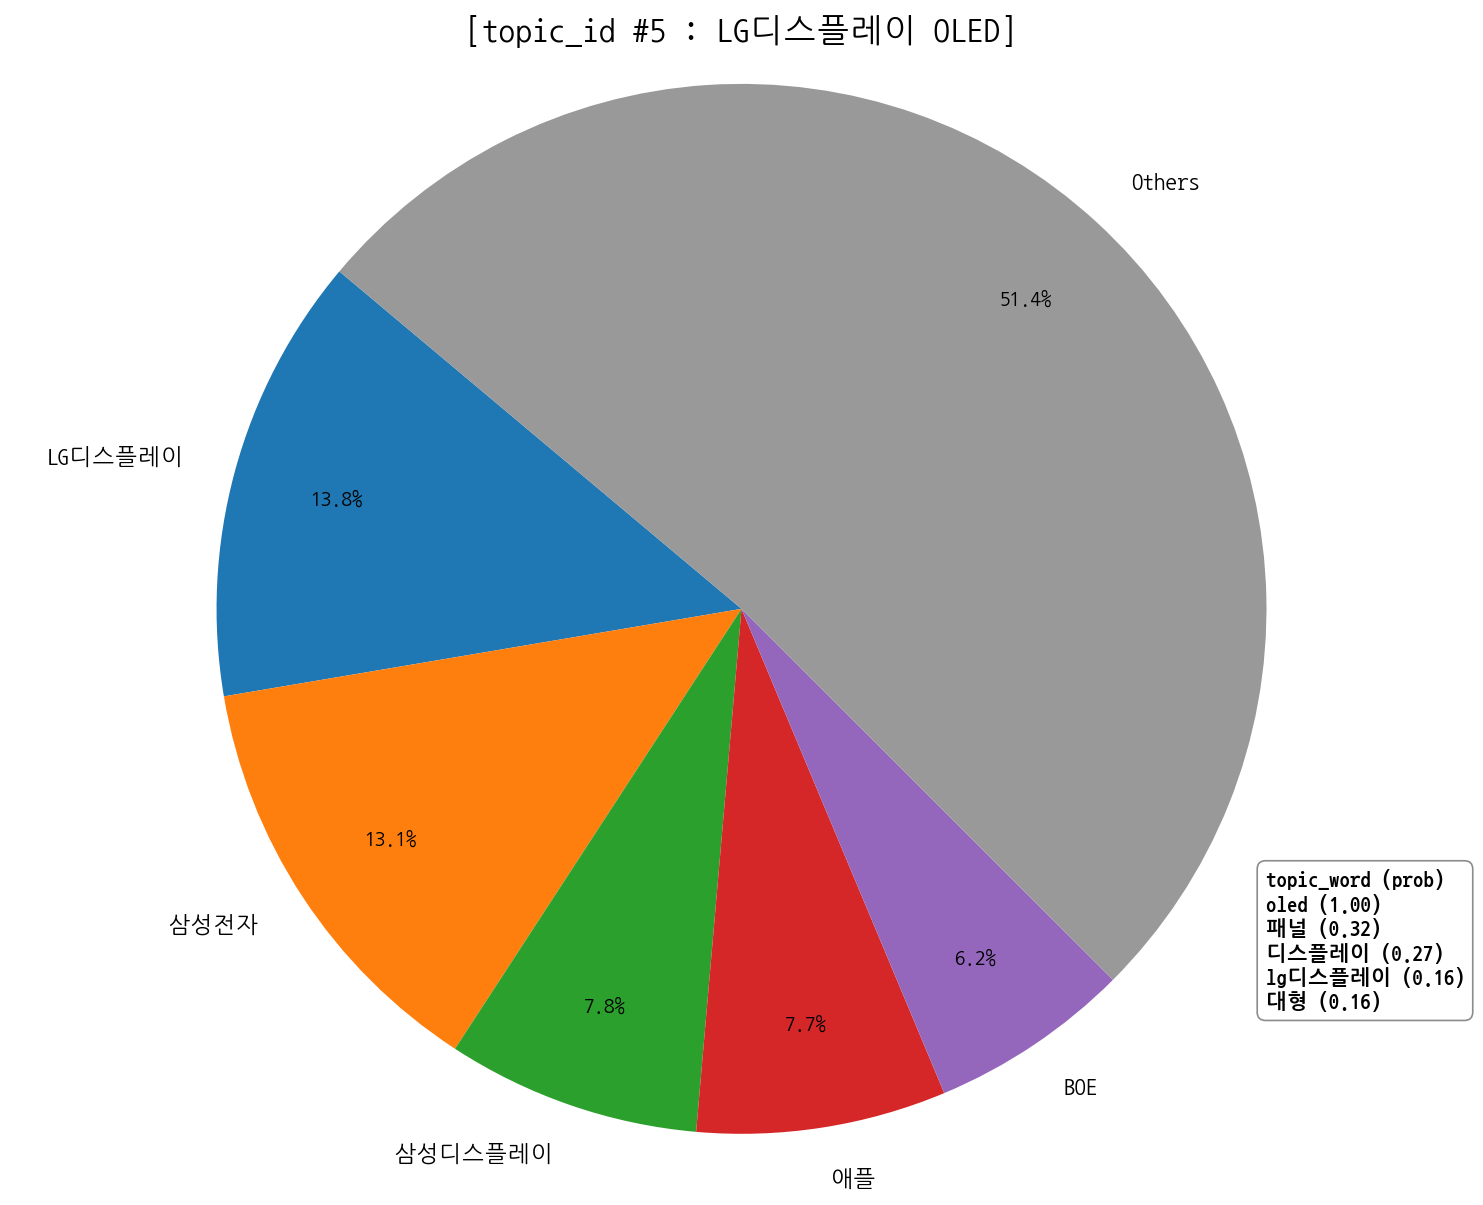 [topic_id #5 : LG디스플레이 OLED]
Others
51.4%
LG디스플레이
13.8%
13.1%
삼성전자
7.8%
삼성디스플레이
7.7%
애플
6.2%
BOE
topic_word (prob)
oled (1.00)
패널 (0.32)
디스플레이 (0.27)
lg디스플레이 (0.16)
대형 (0.16)